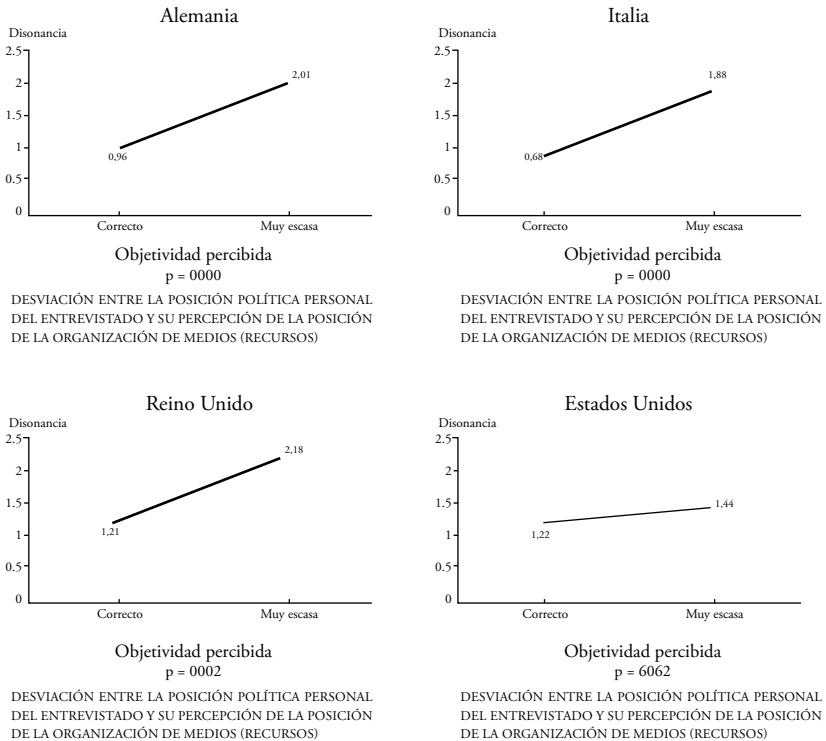 Alemania
Disonancia
2.5
2
1.5
1
0.5
0
2,01
0,96
Correcto
Muy escasa
Objetividad percibida
p = 0000
DESVIACIÓN ENTRE LA POSICIÓN POLÍTICA PERSONAL
DEL ENTREVISTADO Y SU PERCEPCIÓN DE LA POSICIÓN
DE LA ORGANIZACIÓN DE MEDIOS (RECURSOS)
Italia
Disonancia
2.5
2
1.5
1
0.5
0
1,88
0,68
Correcto
Muy escasa
Objetividad percibida
p = 0000
DESVIACIÓN ENTRE LA POSICIÓN POLÍTICA PERSONAL
DEL ENTREVISTADO Y SU PERCEPCIÓN DE LA POSICIÓN
DE LA ORGANIZACIÓN DE MEDIOS (RECURSOS)
Reino Unido
Disonancia
2.5
2
1.5
1
0.5
0
2,18
1,21
Correcto
Muy escasa
Objetividad percibida
p = 0002
DESVIACIÓN ENTRE LA POSICIÓN POLÍTICA PERSONAL
DEL ENTREVISTADO Y SU PERCEPCIÓN DE LA POSICIÓN
DE LA ORGANIZACIÓN DE MEDIOS (RECURSOS)
Estados Unidos
Disonancia
2.5
2
1.5
1
0.5
0
1,44
1,22
Correcto
Muy escasa
Objetividad percibida
p = 6062
DESVIACIÓN ENTRE LA POSICIÓN POLÍTICA PERSONAL
DEL ENTREVISTADO Y SU PERCEPCIÓN DE LA POSICIÓN
DE LA ORGANIZACIÓN DE MEDIOS (RECURSOS)